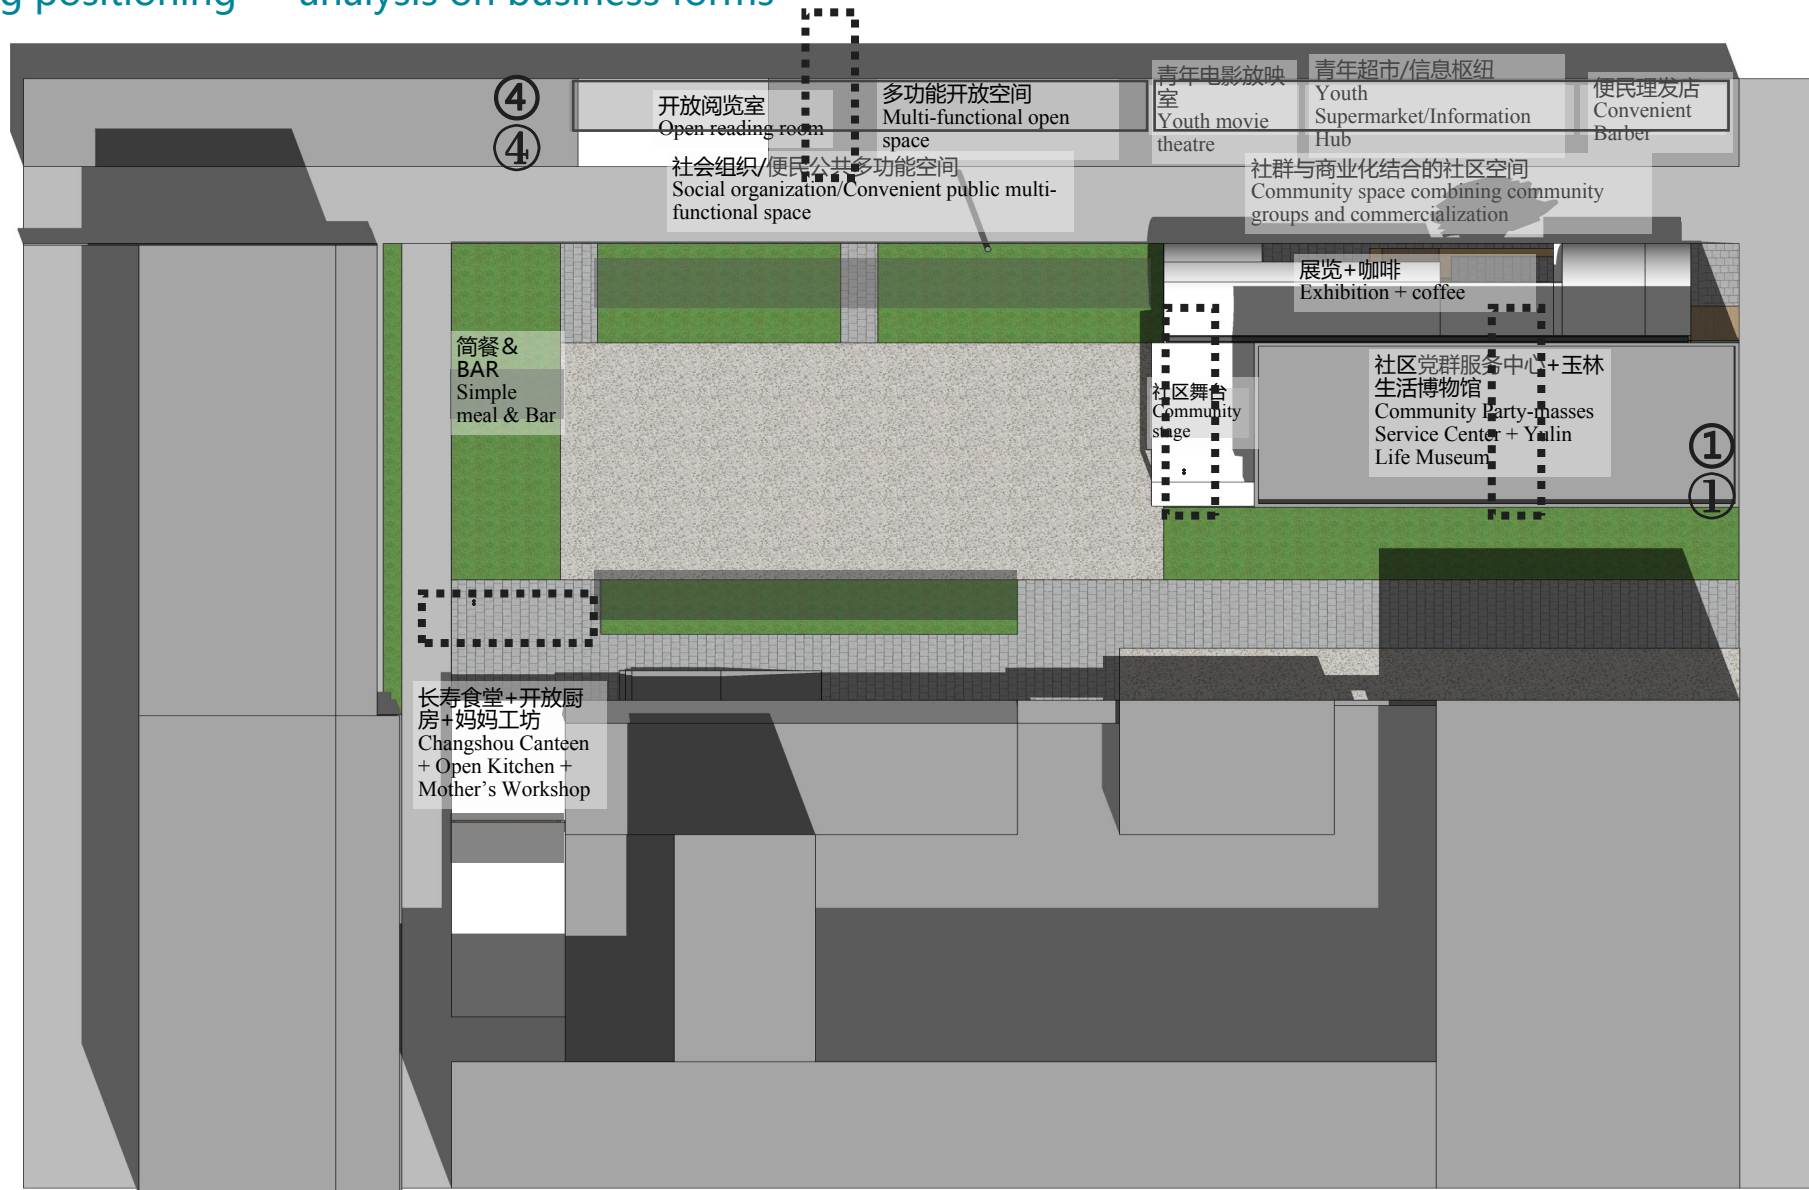 g positioning — analysis on business forms
④
④
开放阅览室
Open reading room
多功能开放空间
Multi-functional open
space
青年电影放映
室
Youth movie
theatre
青年超市/信息枢纽
Youth
Supermarket/Information
Hub
便民理发店
Convenient
Barber
社会组织/便民公共多功能空间
Social organization/Convenient public multi-
functional space
社群与商业化结合的社区空间
Community space combining community
groups and commercialization
展览+咖啡
Exhibition + coffee
简餐&
BAR
Simple
meal & Bar
社区舞台
Community
stage
社区党群服务中心+玉林
生活博物馆
Community Party-masses
Service Center + Yulin
Life Museum
①
①
长寿食堂+开放厨
房+妈妈工坊
Changshou Canteen
+ Open Kitchen +
Mother’s Workshop